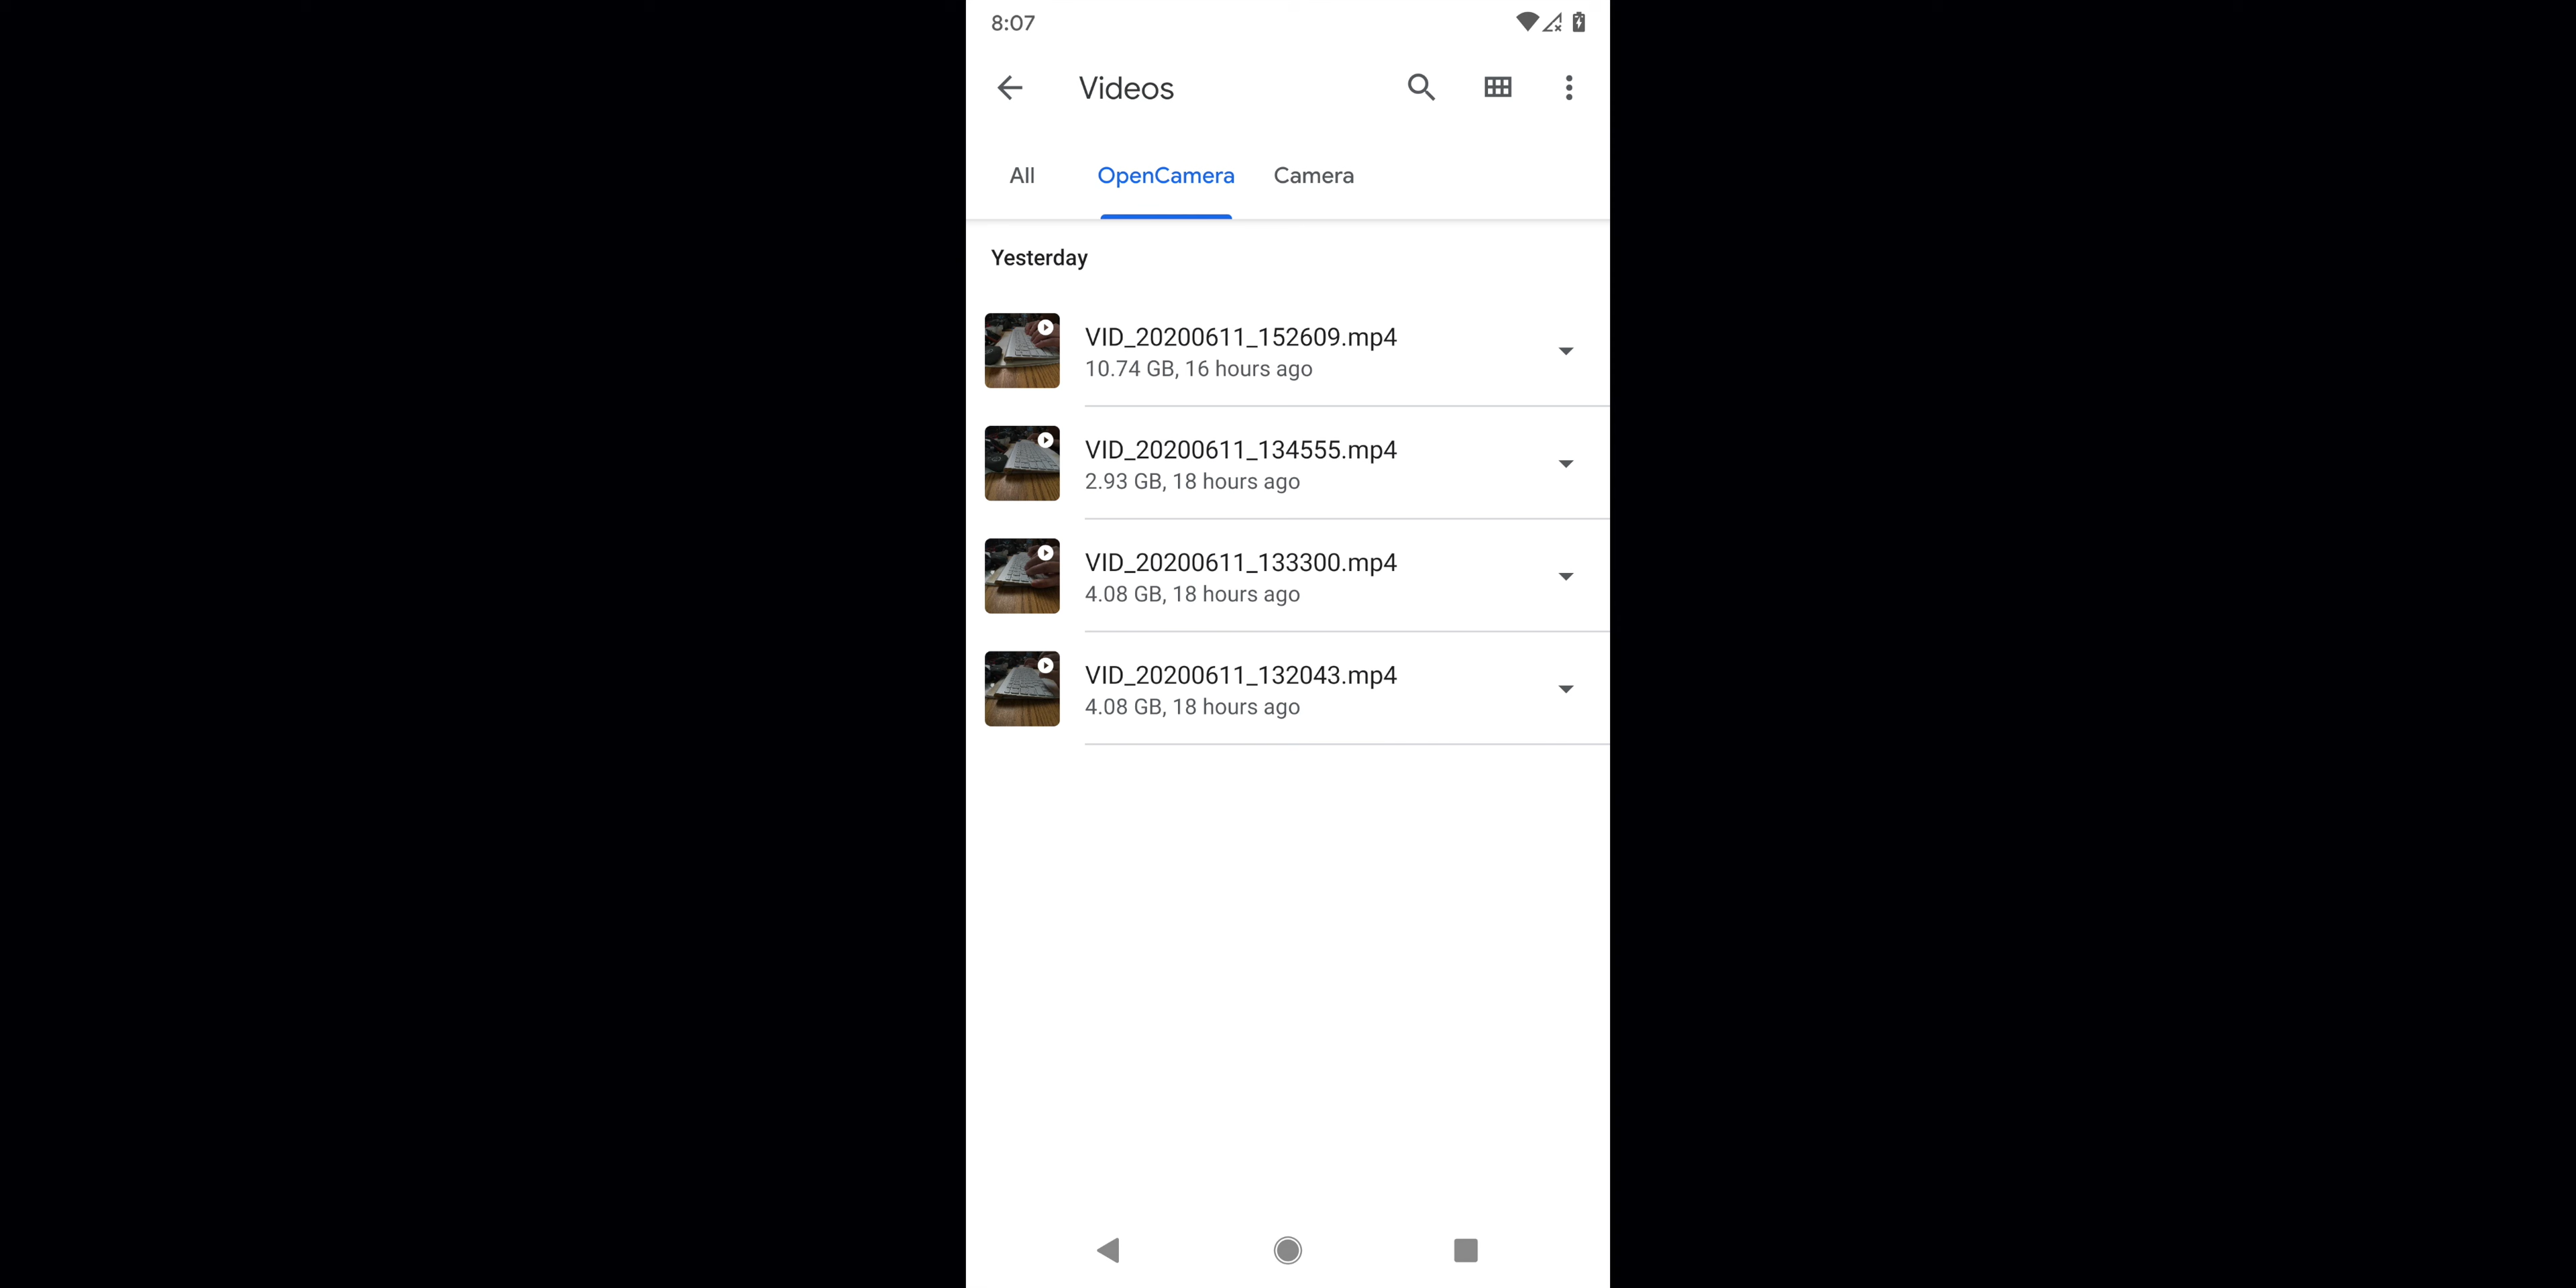 8:07
Videos
All OpenCamera Camera
Yesterday
VID_20200611_152609.mp4
10.74 GB, 16 hours ago
VID_20200611_134555.mp4
2.93 GB, 18 hours ago
VID_20200611_133300.mp4
4.08 GB, 18 hours ago
VID_20200611_132043.mp4
4.08 GB, 18 hours ago